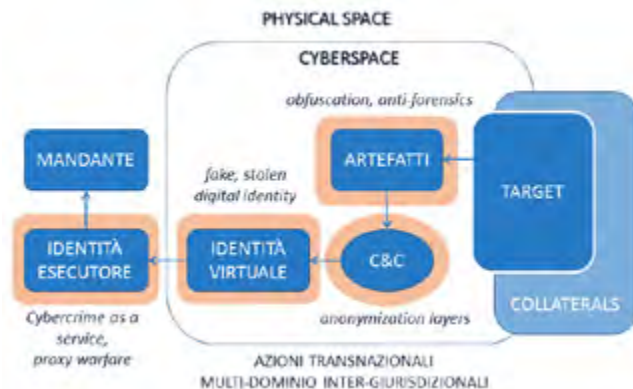 PHYSICAL SPACE
CYBERSPACE
obfuscation, anti-forensics
MANDANTE
ARTEFATTI
fake, stolen
digital identity
TARGET
IDENTITÀ
ESECUTORE
IDENTITÀ
VIRTUALE
C&C
COLLATERALS
Cybercrime as a
service,
proxy warfare
anonymization layers
AZIONI TRANSNAZIONALI
MULTI-DOMINIO INTER-GIURISDIZIONALI